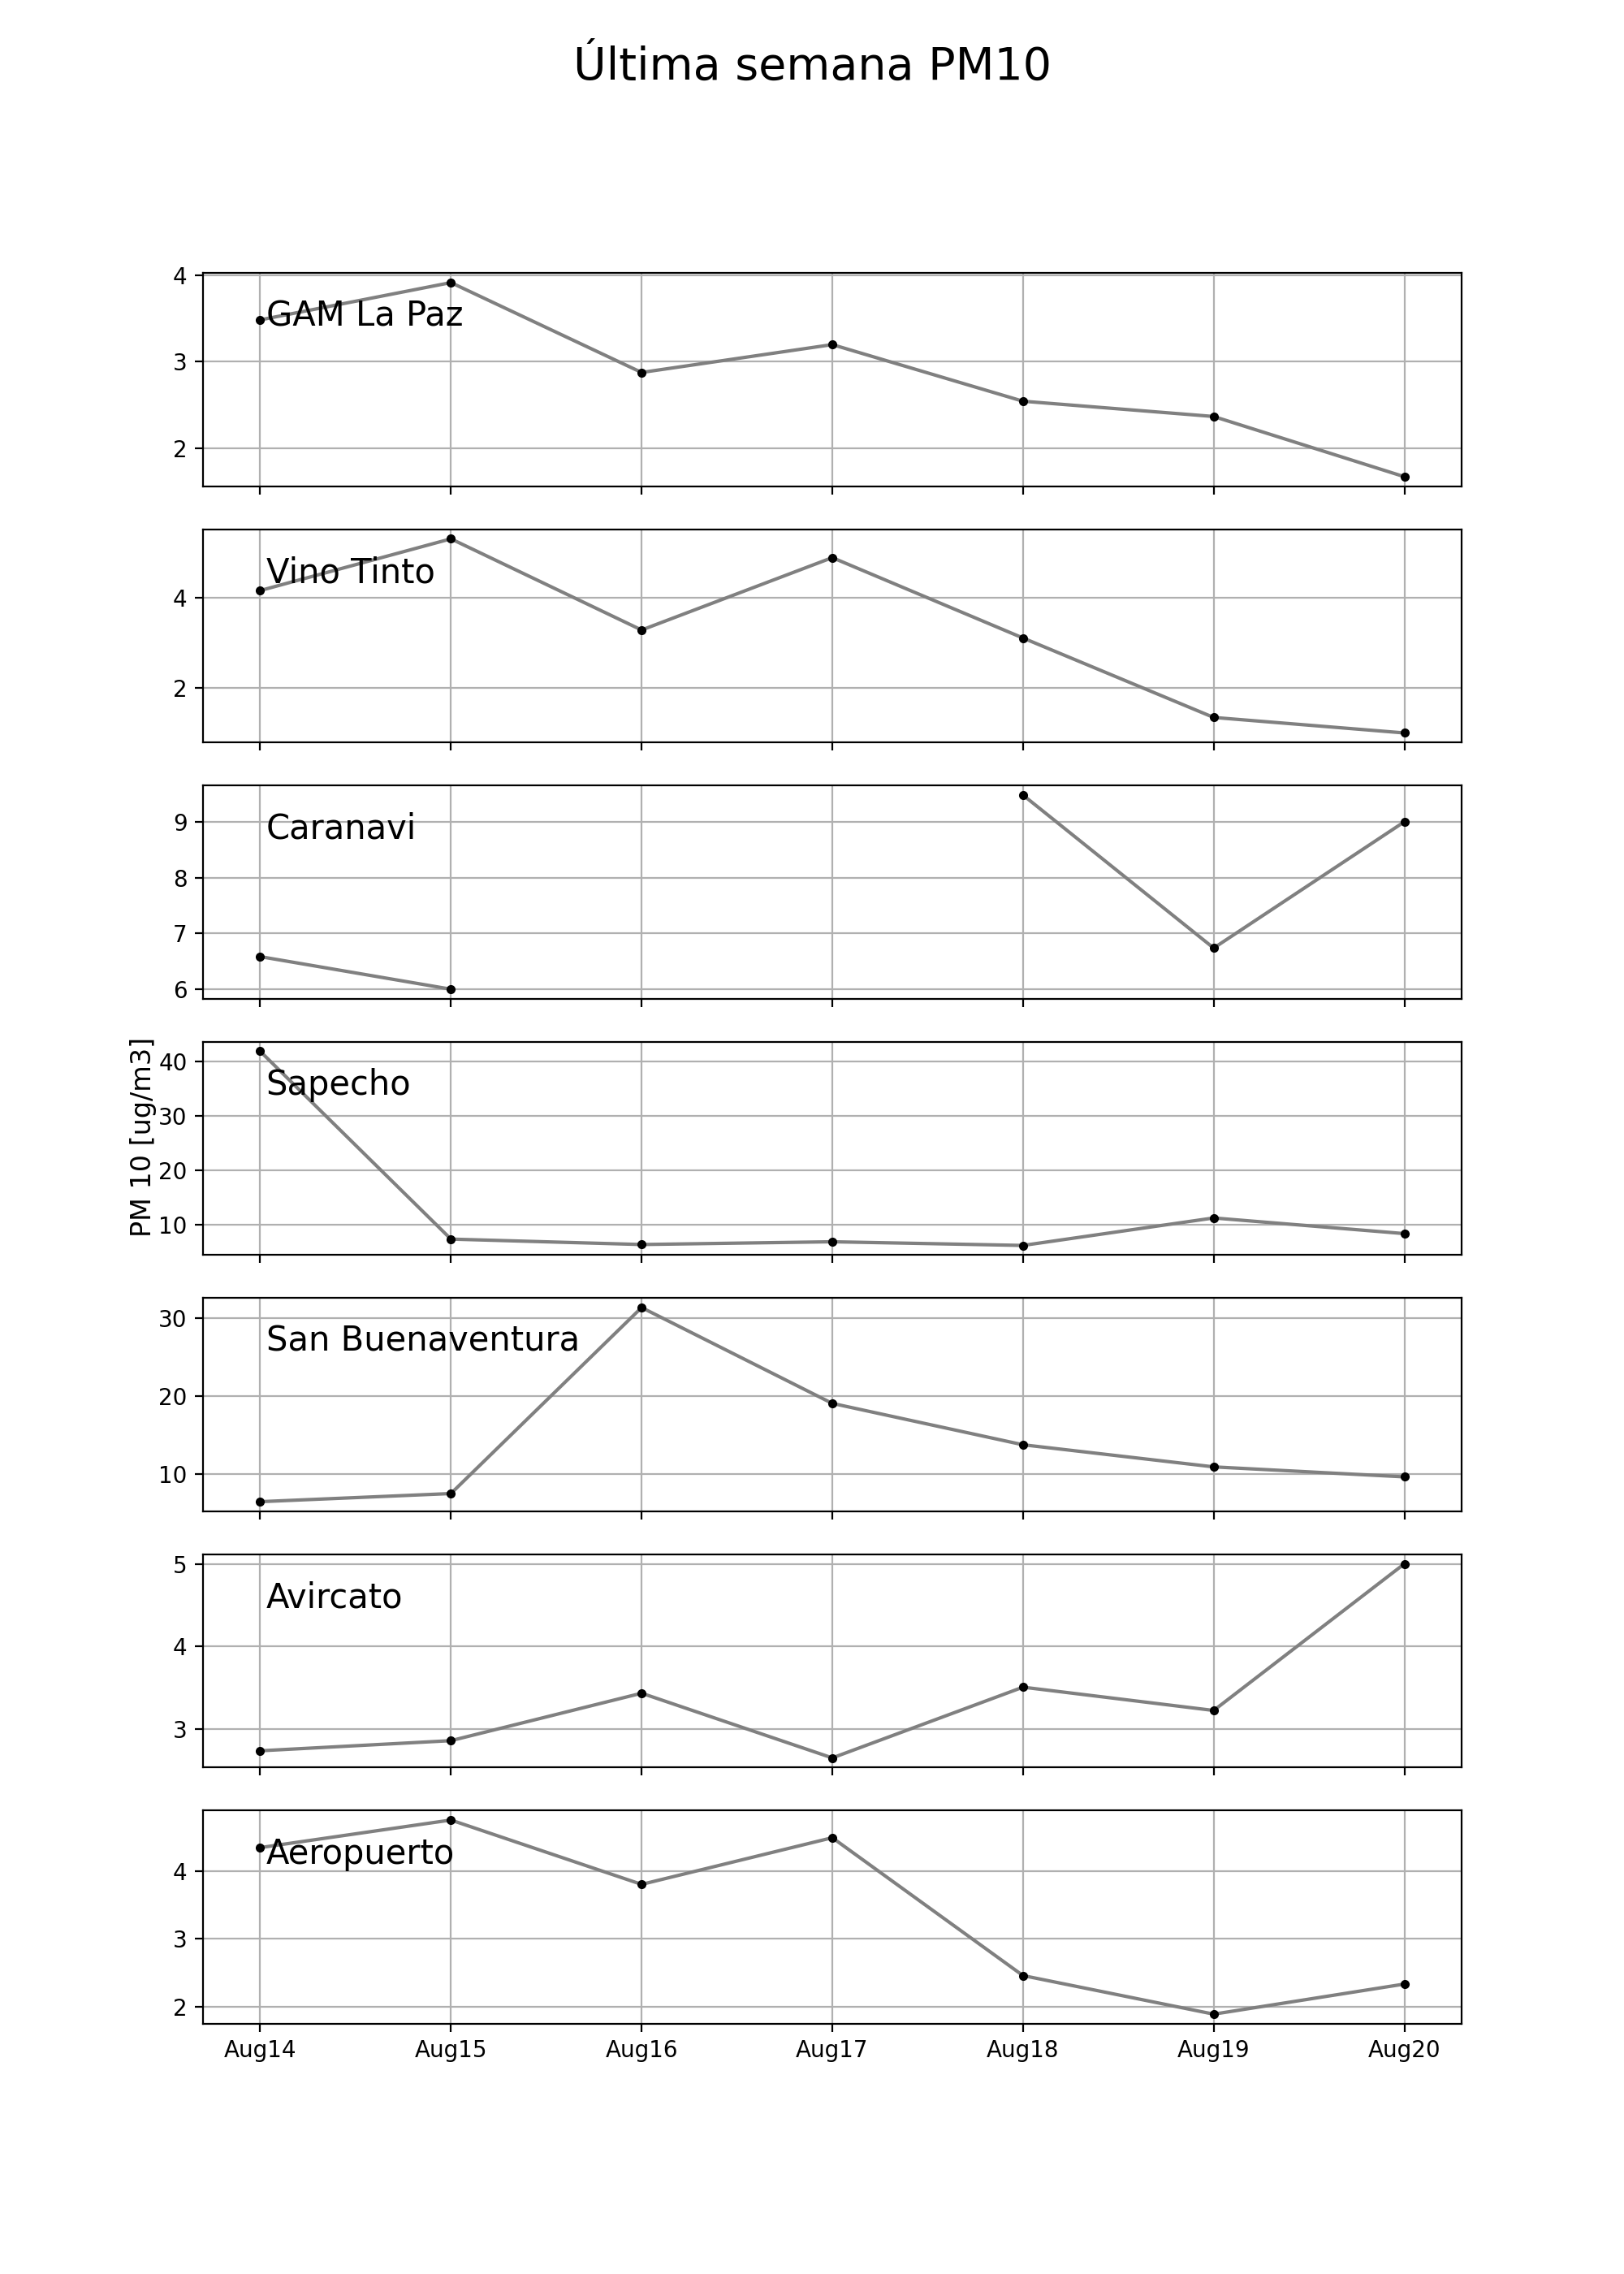 Última semana PM10
4
GAM La Paz
3
2
Vino Tinto
4
2
9
Caranavi
8
7
6
PM 10 [ug/m3]
40
Sapecho
30
20
10
30
San Buenaventura
20
10
5
Avircato
4
3
Aeropuerto
4
3
2
Aug14 Aug15 Aug16 Aug17 Aug18 Aug19 Aug20